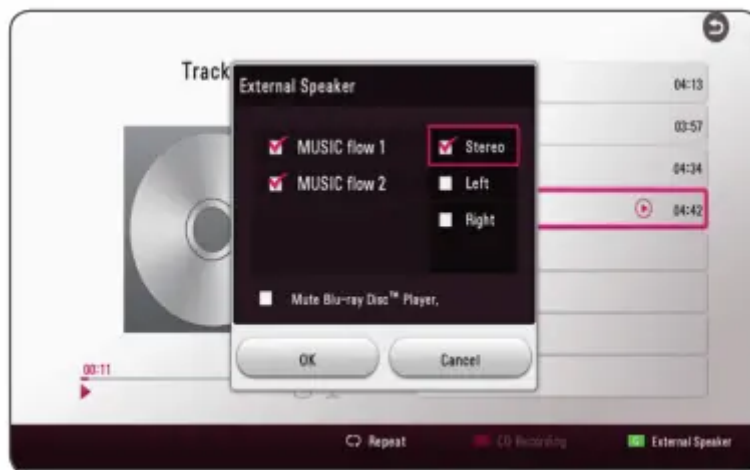 Track
External Speaker
MUSIC flow 1
MUSIC flow 2
Stereo
Left
Right
Mute Blu-ray Disc™ Player.
OK
Cancel
04:13
03:57
04:34
04:42
00:11
Repeat
CD Recording
G External Speaker